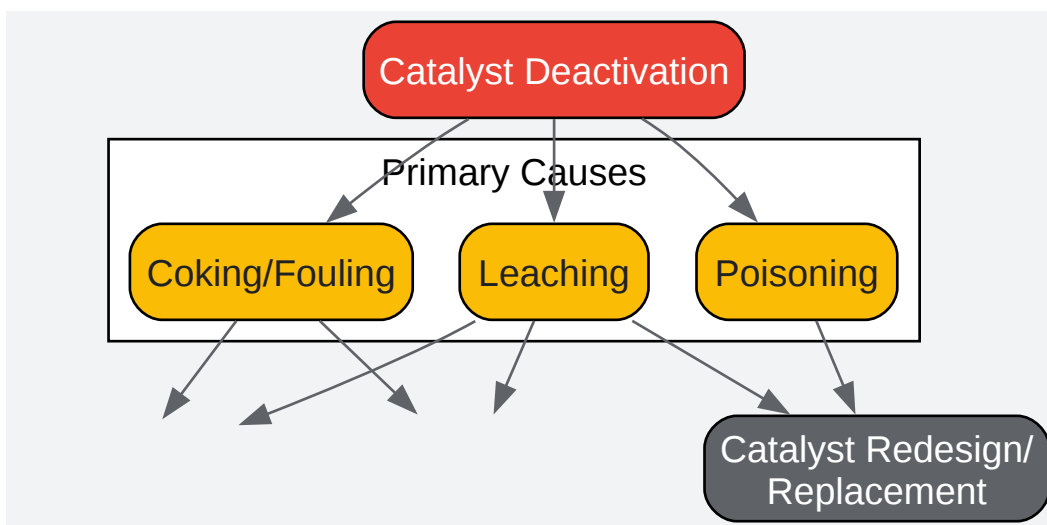 Catalyst Deactivation
Primary Causes
Coking/Fouling
Leaching
Poisoning
Catalyst Redesign/
Replacement